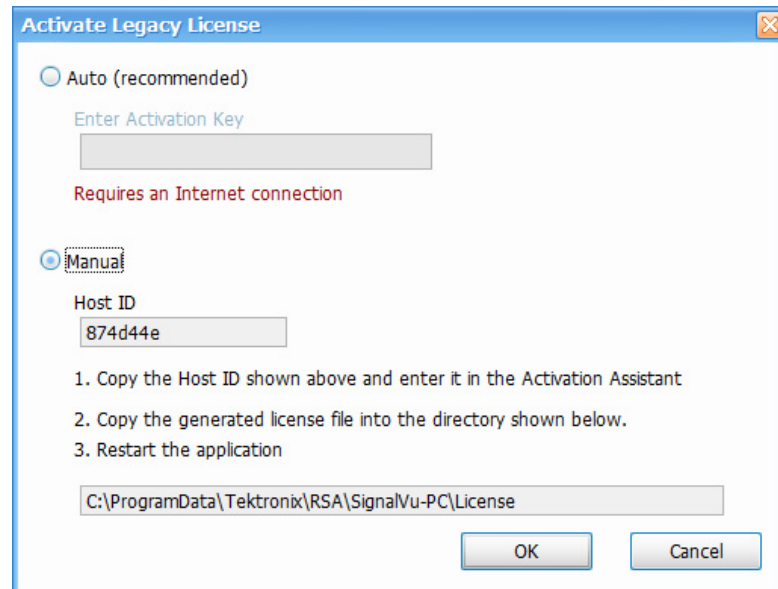 Activate Legacy License
Auto (recommended)
Enter Activation Key
Requires an Internet connection
Manual
Host ID
874d44e
1. Copy the Host ID shown above and enter it in the Activation Assistant
2. Copy the generated license file into the directory shown below.
3. Restart the application
C:\ProgramData\Tektronix\RSA\SignalVu-PC\License
OK Cancel